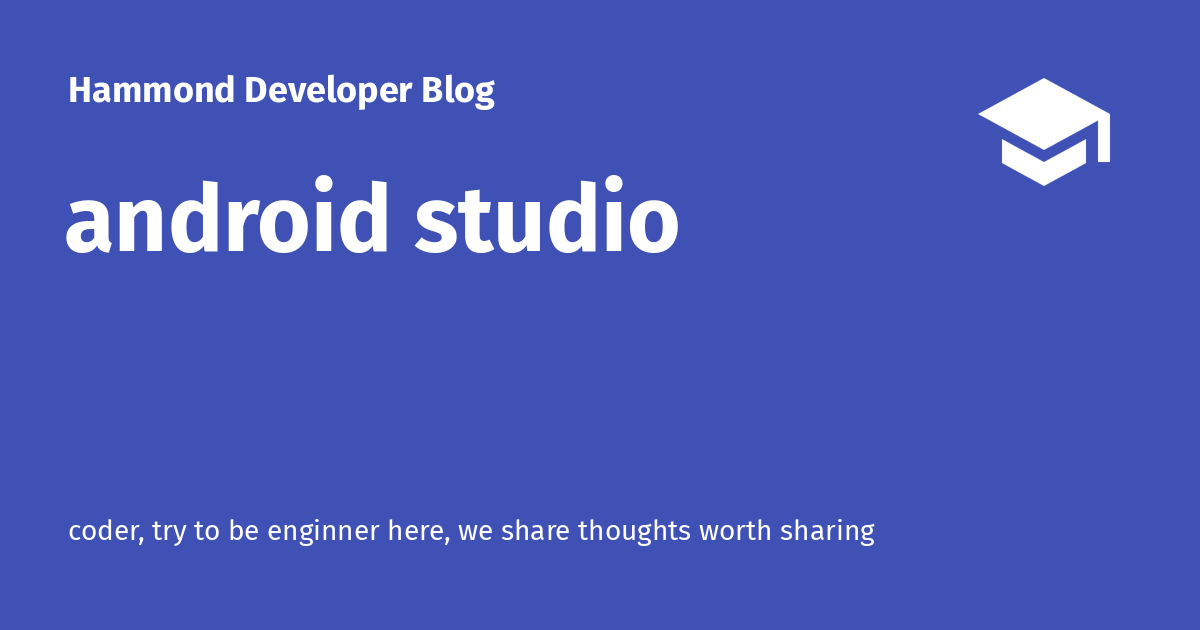 Hammond Developer Blog
android studio
coder, try to be enginner here, we share thoughts worth sharing